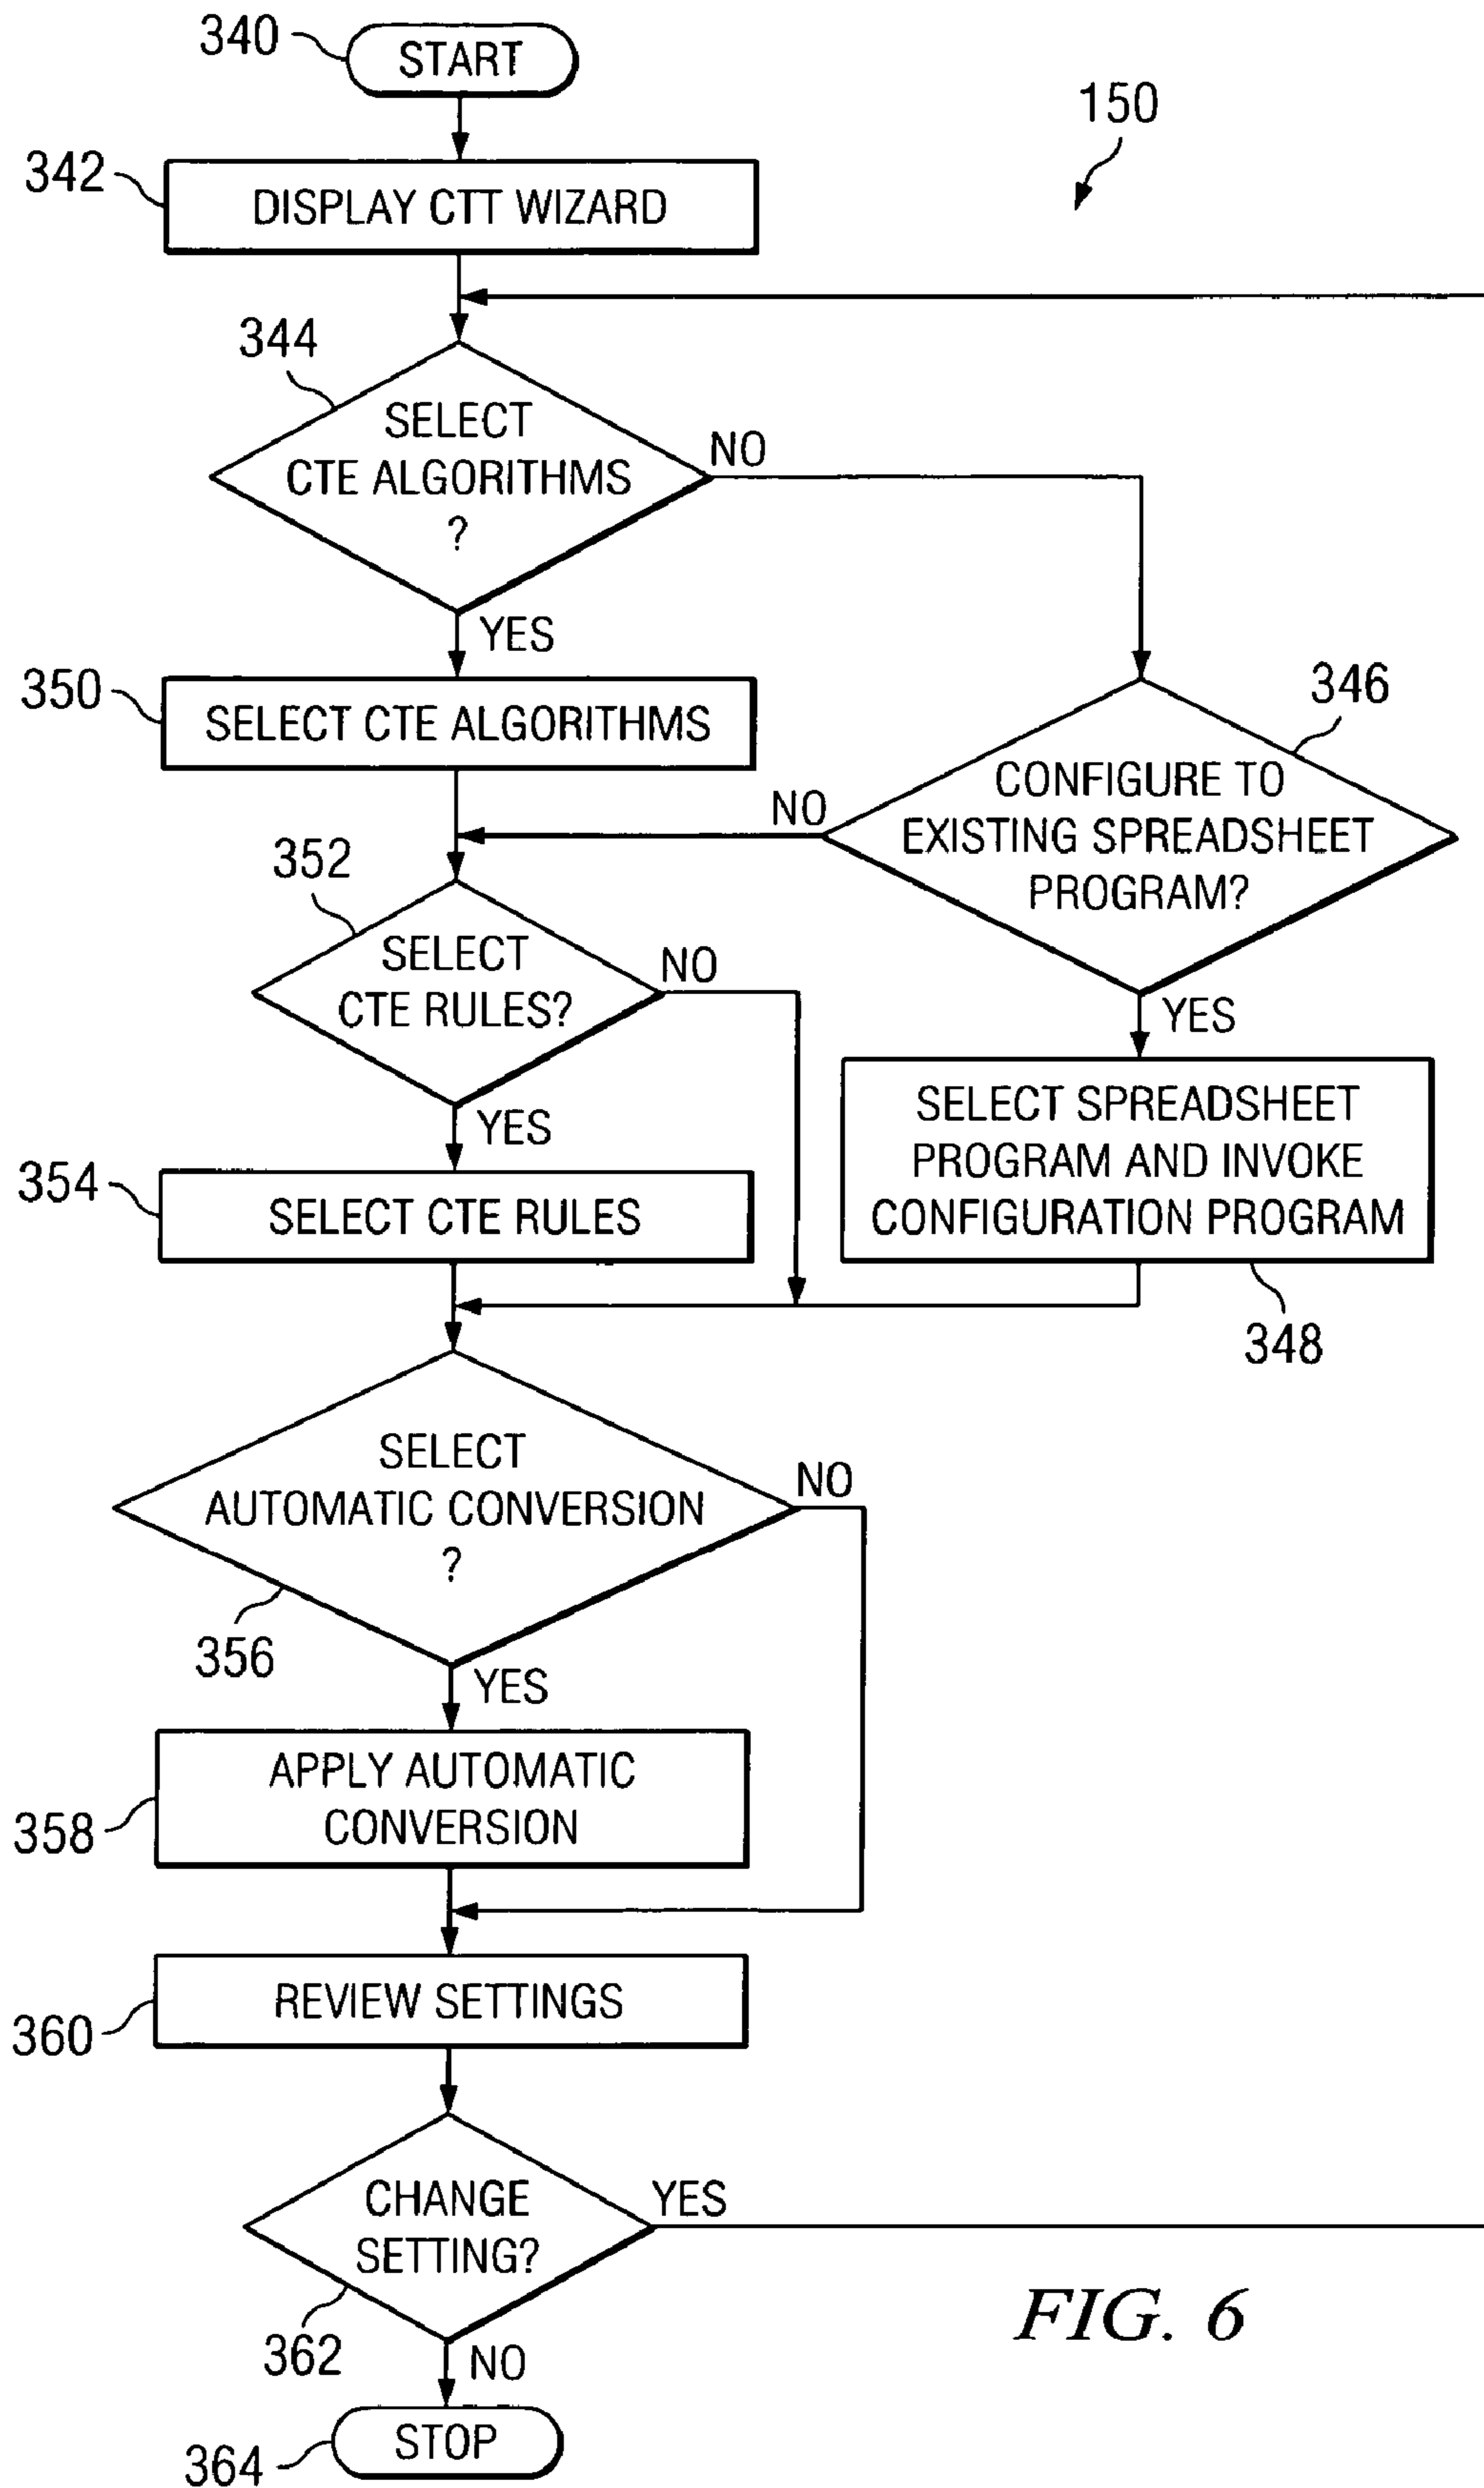 340
START
150
342
DISPLAY CTT WIZARD
344
SELECT
CTE ALGORITHMS
?
NO
YES
350
SELECT CTE ALGORITHMS
346
CONFIGURE TO
EXISTING SPREADSHEET
PROGRAM?
NO
352
SELECT
CTE RULES?
NO
YES
YES
354
SELECT CTE RULES
SELECT SPREADSHEET
PROGRAM AND INVOKE
CONFIGURATION PROGRAM
348
SELECT
AUTOMATIC CONVERSION
?
NO
356
YES
358
APPLY AUTOMATIC
CONVERSION
360
REVIEW SETTINGS
CHANGE
SETTING?
YES
362
NO
FIG. 6
364
STOP